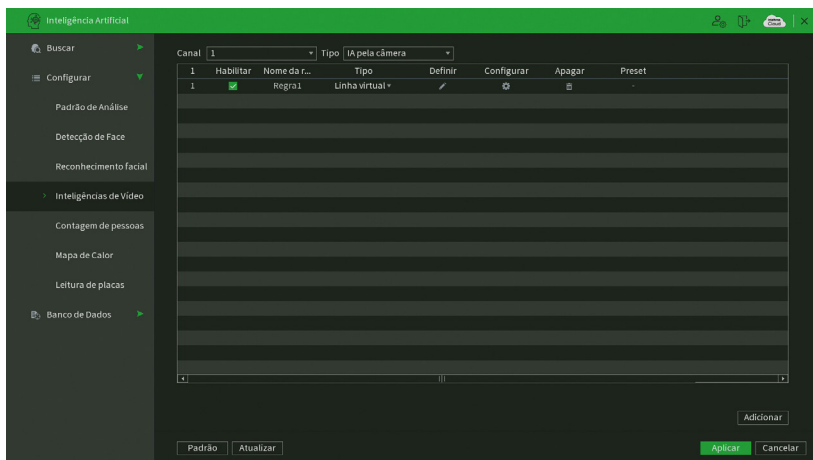 Inteligência Artificial
Buscar
Configurar
Padrão de Análise
Detecção de Face
Reconhecimento facial
Inteligências de Vídeo
Contagem de pessoas
Mapa de Calor
Leitura de placas
Banco de Dados
Canal 1 Tipo IA pela câmera
1 Habilitar Nome da r... Tipo Definir Configurar Apagar Preset
1 Regra1 Linha virtual -
Adicionar
Padrão Atualizar Aplicar Cancelar